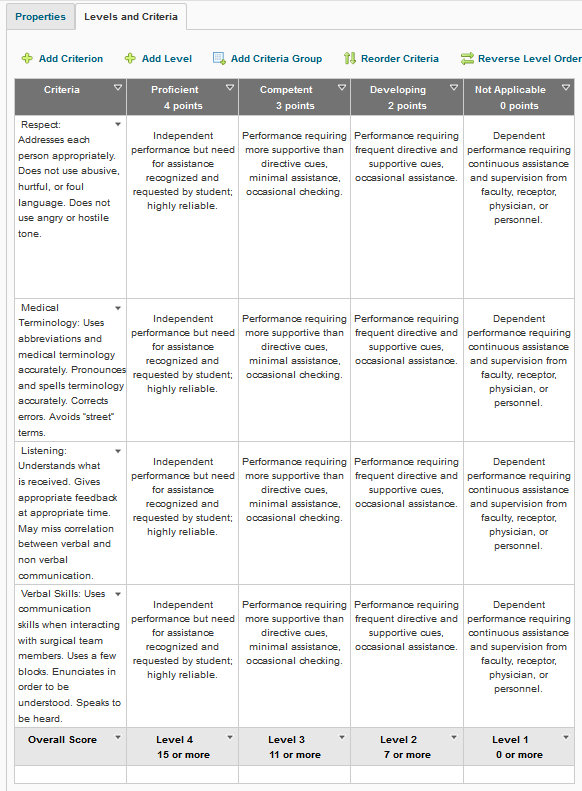 Properties
Levels and Criteria
Add Criterion
Add Level
Add Criteria Group
Reorder Criteria
Reverse Level Order
Criteria
Proficient
4 points
Competent
3 points
Developing
2 points
Not Applicable
0 points
Respect:
Addresses each
person appropriately.
Does not use abusive,
hurtful, or foul
language. Does not
use angry or hostile
tone.
Independent
performance but need
for assistance
recognized and
requested by student;
highly reliable.
Performance requiring
more supportive than
directive cues,
minimal assistance,
occasional checking.
Performance requiring
frequent directive and
supportive cues,
occasional assistance.
Dependent
performance requiring
continuous assistance
and supervision from
faculty, receptor,
physician, or
personnel.
Medical
Terminology: Uses
abbreviations and
medical terminology
accurately. Pronounces
and spells terminology
accurately. Corrects
errors. Avoids "street"
terms.
Independent
performance but need
for assistance
recognized and
requested by student;
highly reliable.
Performance requiring
more supportive than
directive cues,
minimal assistance,
occasional checking.
Performance requiring
frequent directive and
supportive cues,
occasional assistance.
Dependent
performance requiring
continuous assistance
and supervision from
faculty, receptor,
physician, or
personnel.
Listening:
Understands what
is received. Gives
appropriate feedback
at appropriate time.
May miss correlation
between verbal and
non verbal
communication.
Independent
performance but need
for assistance
recognized and
requested by student;
highly reliable.
Performance requiring
more supportive than
directive cues,
minimal assistance,
occasional checking.
Performance requiring
frequent directive and
supportive cues,
occasional assistance.
Dependent
performance requiring
continuous assistance
and supervision from
faculty, receptor,
physician, or
personnel.
Verbal Skills: Uses
communication
skills when interacting
with surgical team
members. Uses a few
blocks. Enunciates in
order to be
understood. Speaks to
be heard.
Independent
performance but need
for assistance
recognized and
requested by student;
highly reliable.
Performance requiring
more supportive than
directive cues,
minimal assistance,
occasional checking.
Performance requiring
frequent directive and
supportive cues,
occasional assistance.
Dependent
performance requiring
continuous assistance
and supervision from
faculty, receptor,
physician, or
personnel.
Overall Score
Level 4
15 or more
Level 3
11 or more
Level 2
7 or more
Level 1
0 or more